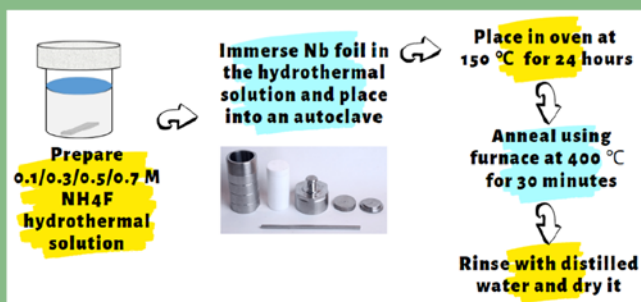 Prepare
0.1/0.3/0.5/0.7 M
NH4F
hydrothermal
solution
Immerse Nb foil in
the hydrothermal
solution and place
into an autoclave
Place in oven at
150 °C for 24 hours
Anneal using
furnace at 400 °C
for 30 minutes
Rinse with distilled
water and dry it